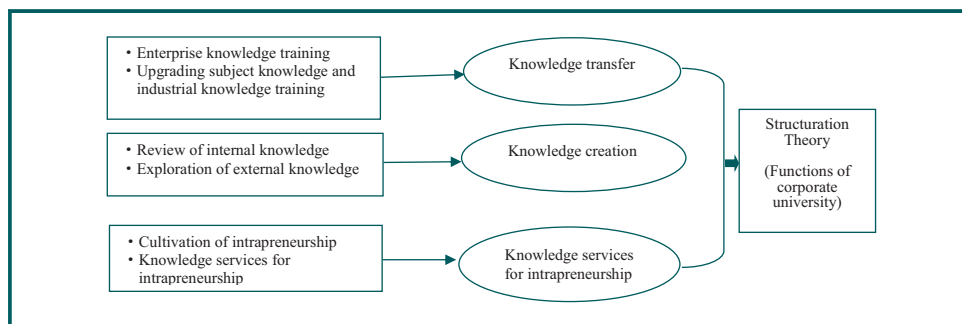 • Enterprise knowledge training
• Upgrading subject knowledge and
industrial knowledge training
Knowledge transfer
• Review of internal knowledge
• Exploration of external knowledge
Knowledge creation
• Cultivation of intrapreneurship
• Knowledge services for
intrapreneurship
Knowledge services
for intrapreneurship
Structuration
Theory
(Functions of
corporate
university)